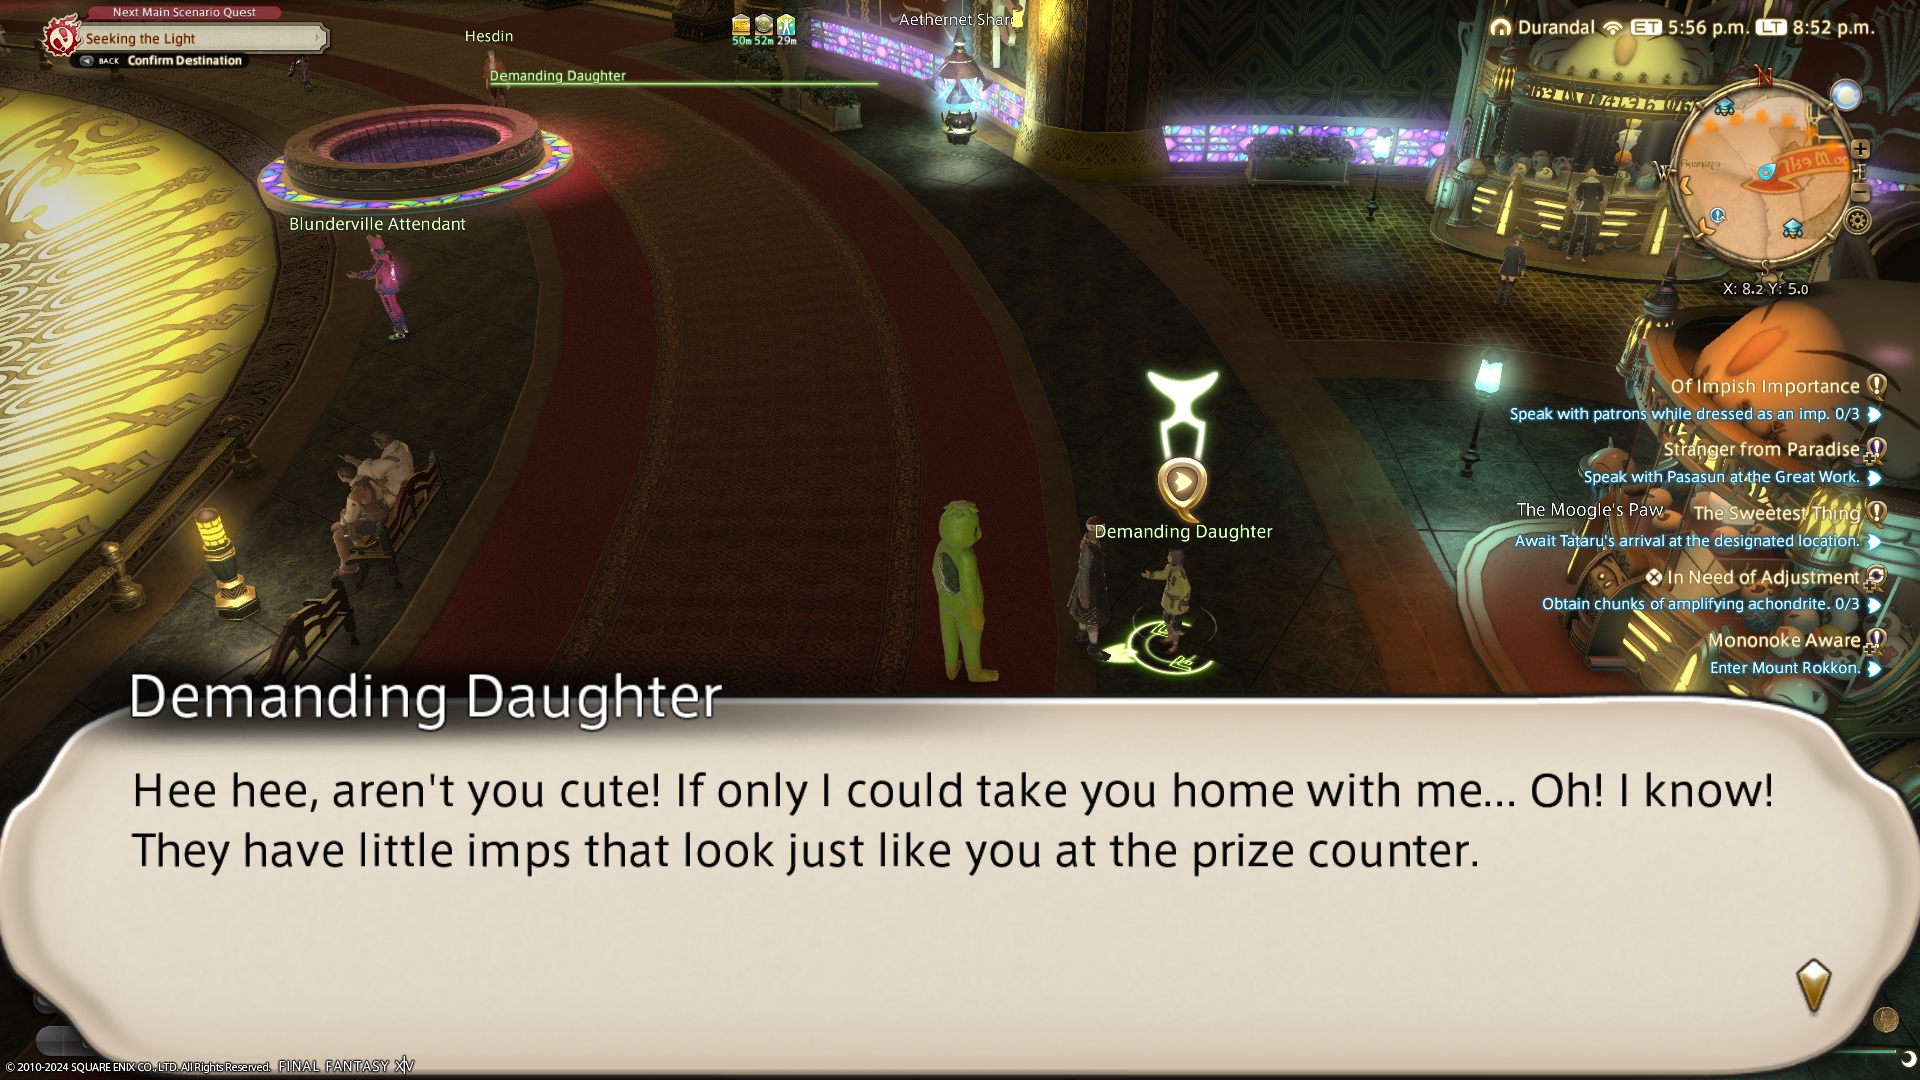 Next Main Scenario Quest
Seeking the Light
BACK Confirm Destination
Hesdin
Demanding Daughter
50m 52m 29m
Aethernet Shard
Durandal ET 5:56 p.m. LT 8:52 p.m.
N
W
E
S
X: 8.2 Y: 5.0
Blunderville Attendant
Of Impish Importance
Speak with patrons while dressed as an imp. 0/3
Stranger from Paradise
Speak with Pasasun at the Great Work.
The Moogle's Paw
The Sweetest Thing
Await Tataru's arrival at the designated location.
In Need of Adjustment
Obtain chunks of amplifying achondrite. 0/3
Mononoke Aware
Enter Mount Rokkon.
Demanding Daughter
Demanding Daughter
Hee hee, aren't you cute! If only I could take you home with me... Oh! I know!
They have little imps that look just like you at the prize counter.
© 2010-2024 SQUARE ENIX CO., LTD. All Rights Reserved. FINAL FANTASY XIV